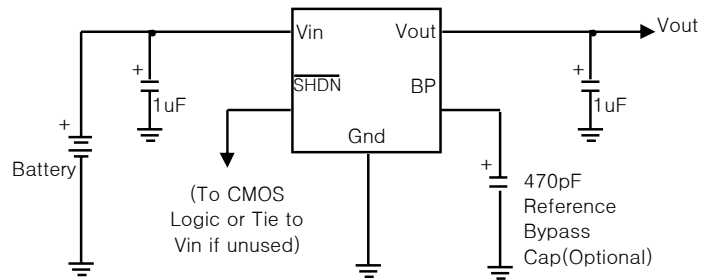 Vin
Vout
Vout
+
+
SHDN
BP
1uF
1uF
+
Gnd
+
Battery
(To CMOS
Logic or Tie to
Vin if unused)
470pF
Reference
Bypass
Cap(Optional)